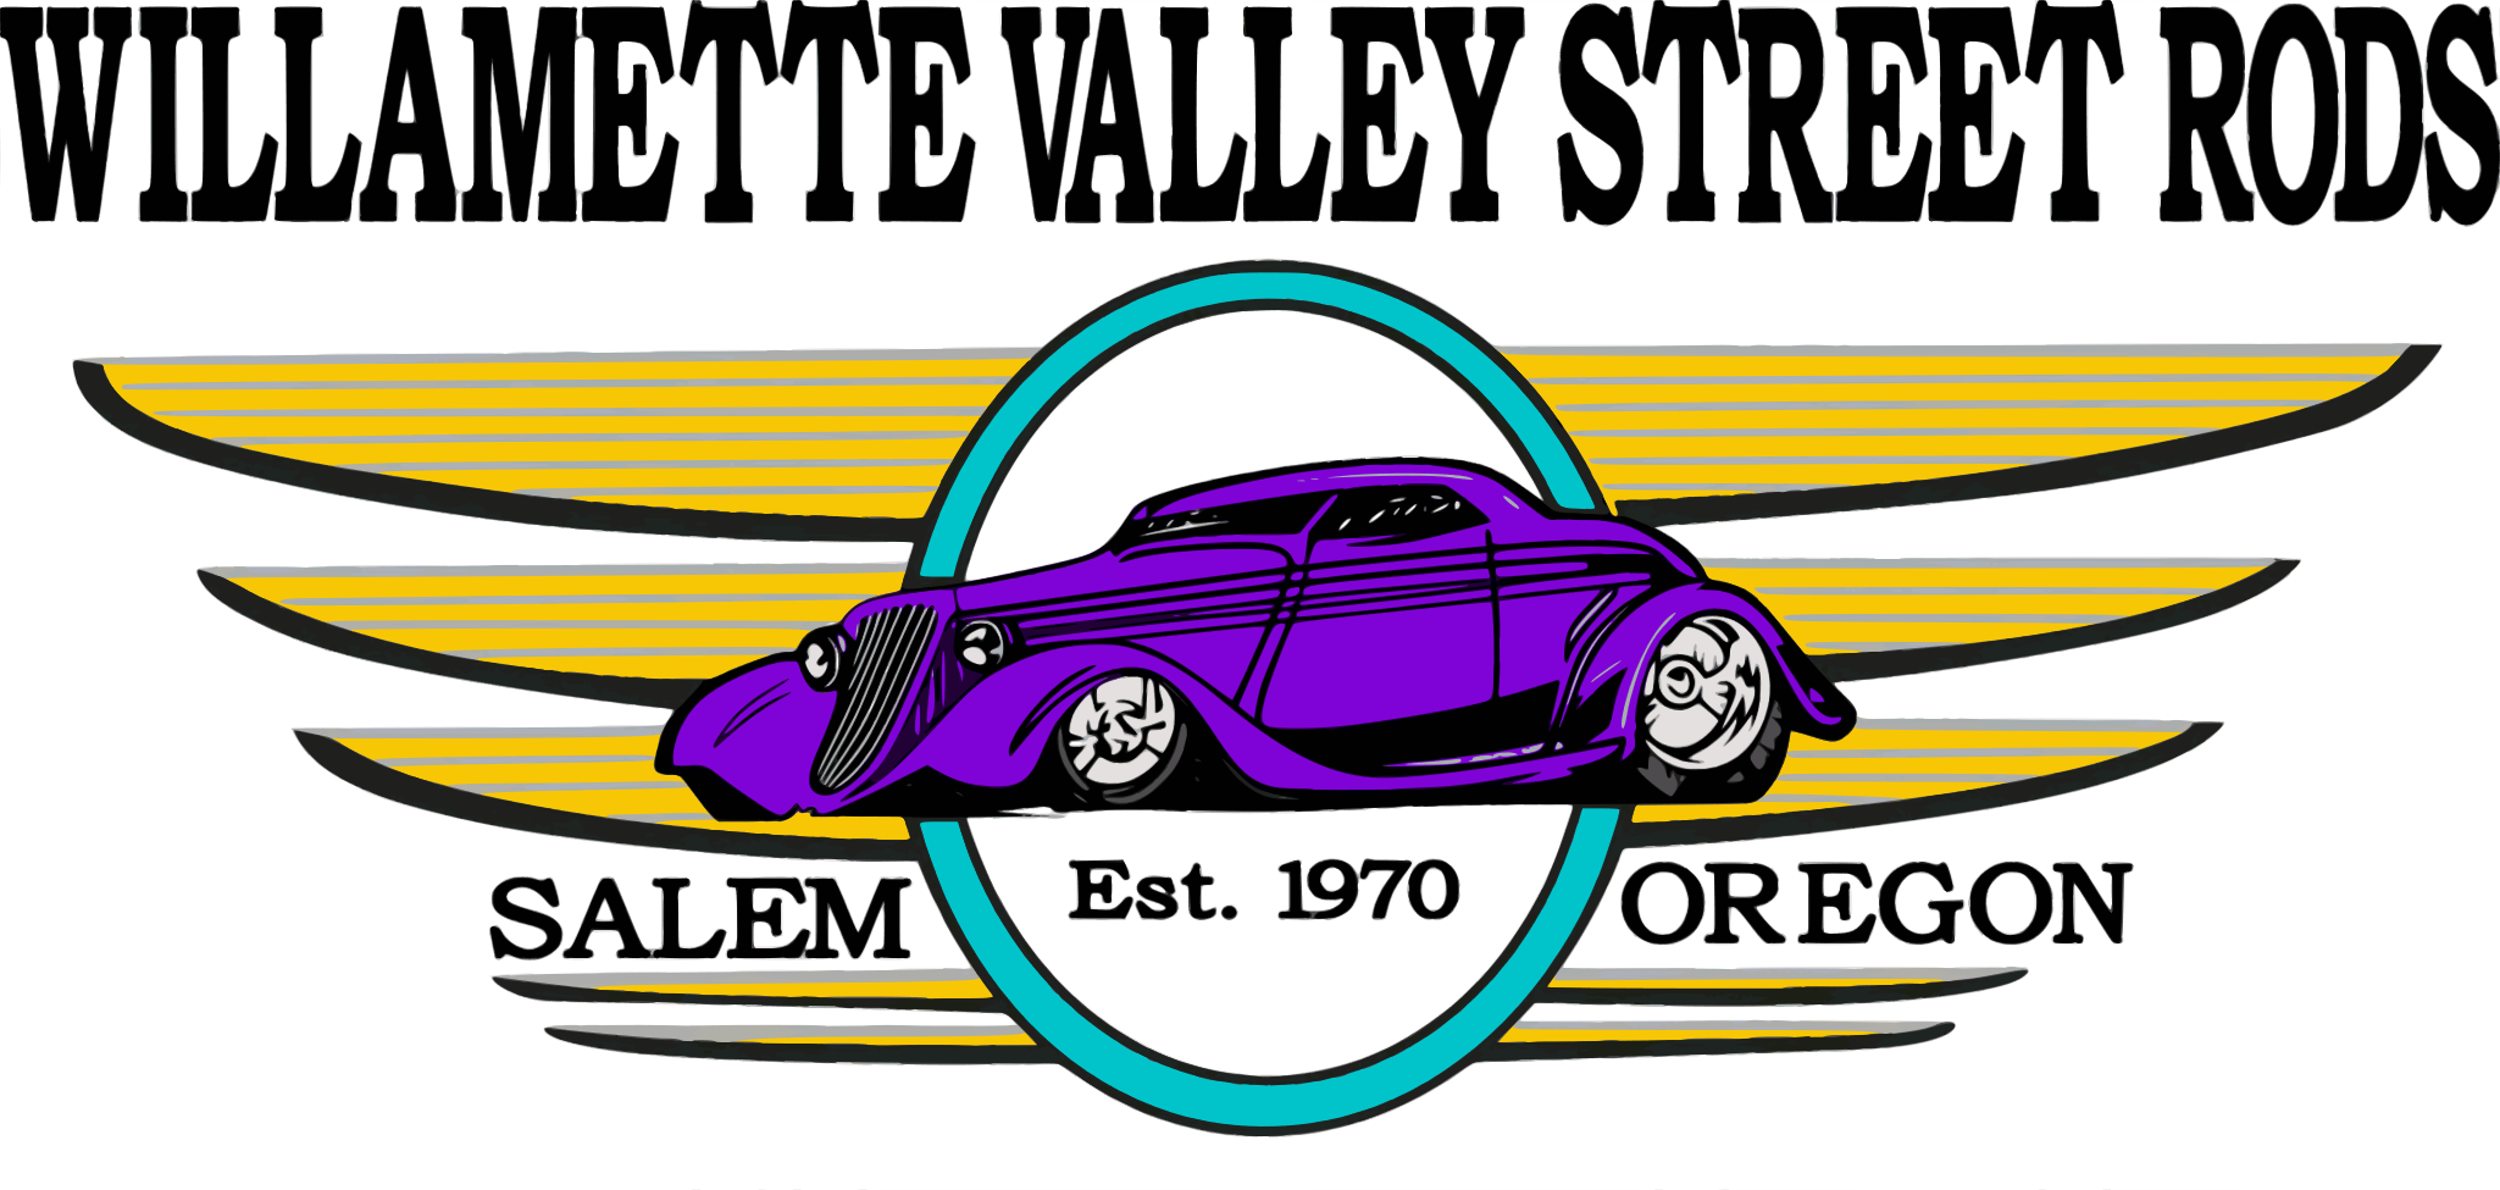 WILLAMETTE VALLEY STREET RODS
Est. 1970
SALEM OREGON